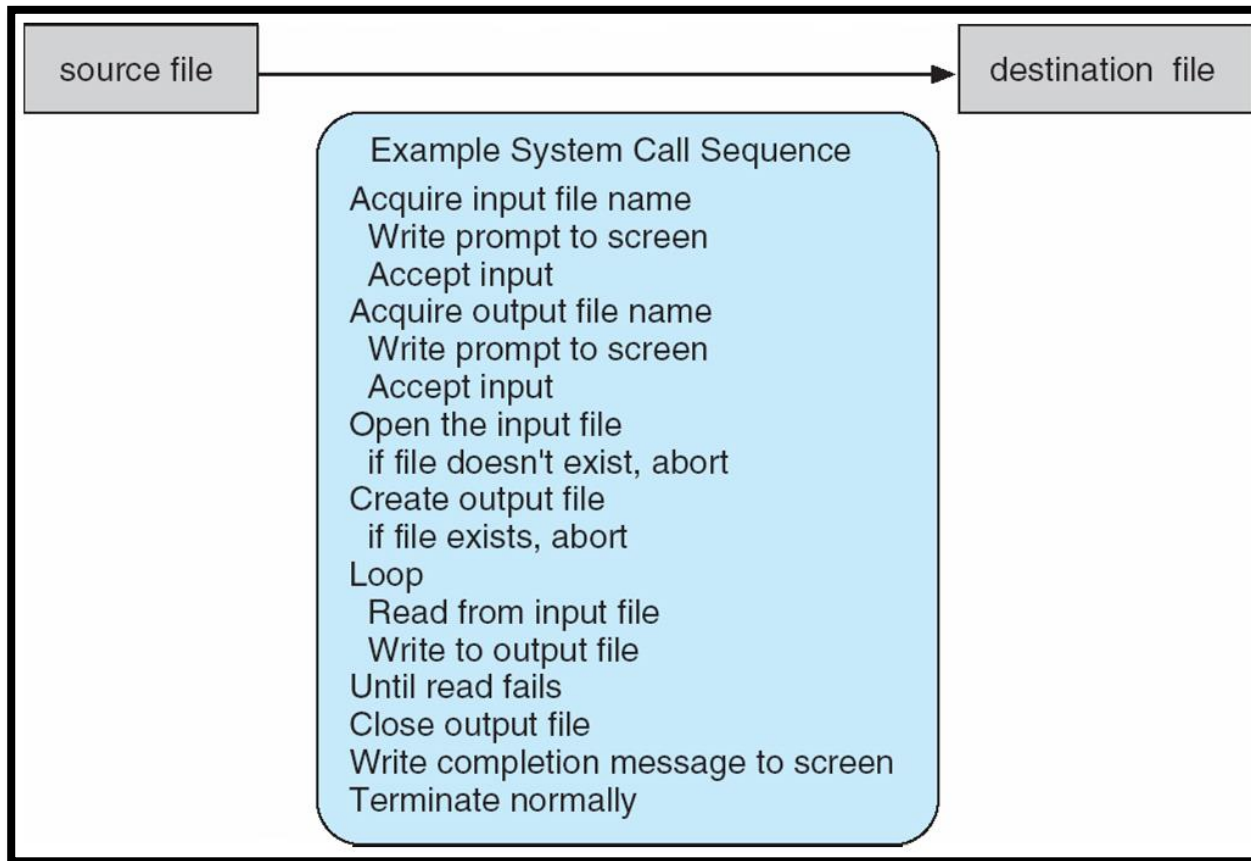 source file
destination file
Example System Call Sequence
Acquire input file name
Write prompt to screen
Accept input
Acquire output file name
Write prompt to screen
Accept input
Open the input file
if file doesn't exist, abort
Create output file
if file exists, abort
Loop
Read from input file
Write to output file
Until read fails
Close output file
Write completion message to screen
Terminate normally